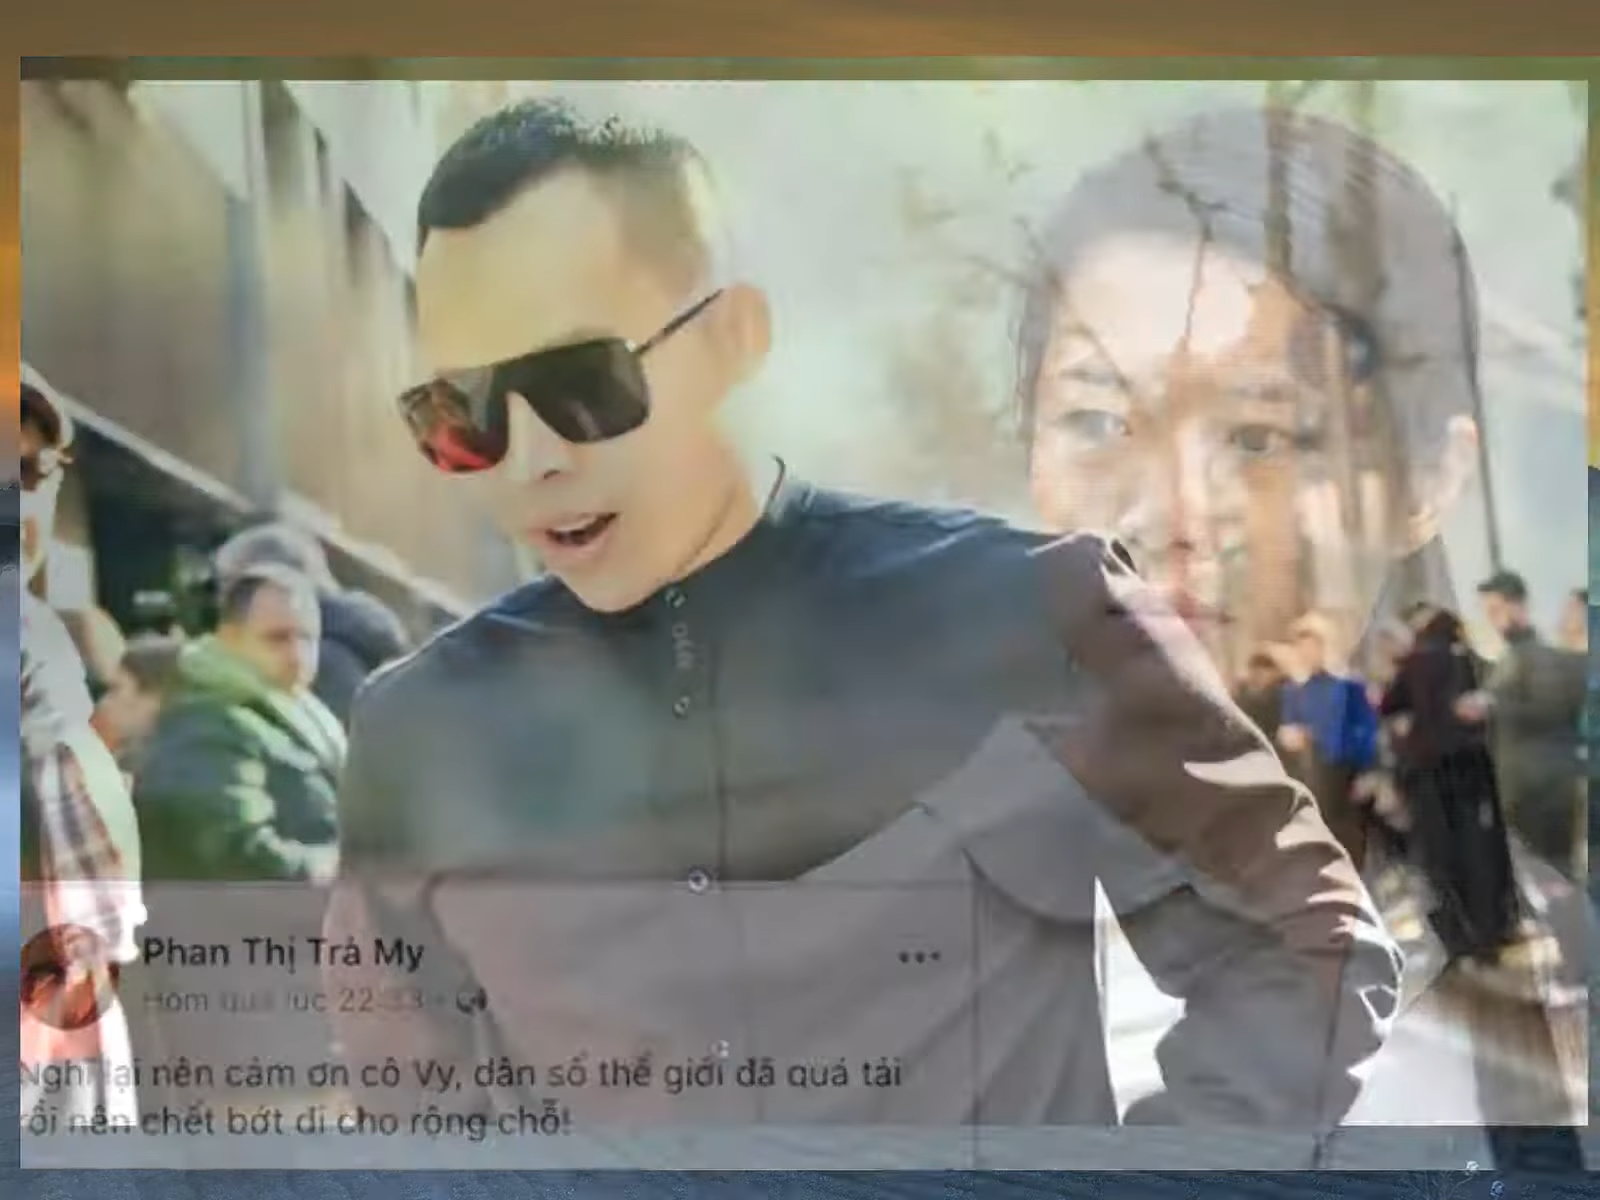 Phan Thị Trà My
Hôm qua lúc 22:33
Nghĩ lại nên cảm ơn cô Vy, dân số thế giới đã quá tải
rồi nên chết bớt đi cho rộng chỗ!